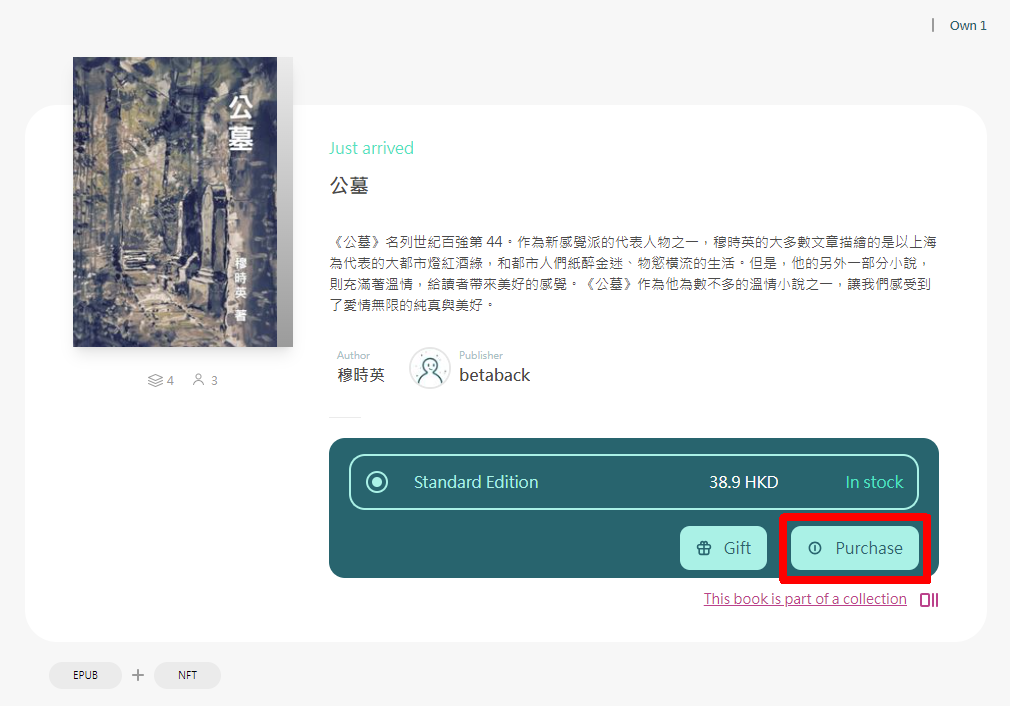 Own 1
公墓
穆時英 著
4
3
Just arrived
公墓
《公墓》名列世紀百強第 44。作為新感覺派的代表人物之一，穆時英的大多數文章描繪的是以上海
為代表的大都市燈紅酒綠，和都市人們紙醉金迷、物慾橫流的生活。但是，他的另外一部分小說，
則充滿著溫情，給讀者帶來美好的感覺。《公墓》作為他為數不多的溫情小說之一，讓我們感受到
了愛情無限的純真與美好。
Author
穆時英
Publisher
betaback
Standard Edition 38.9 HKD In stock
Gift Purchase
This book is part of a collection
EPUB + NFT